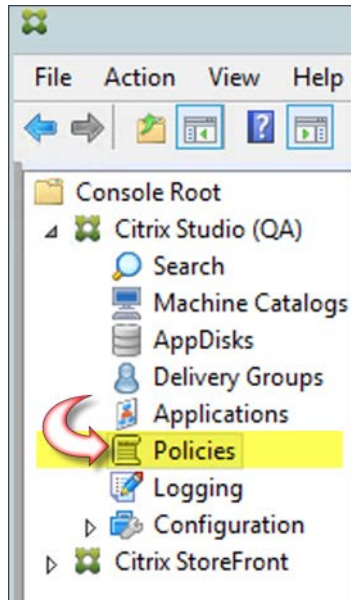 File Action View Help
Console Root
Citrix Studio (QA)
Search
Machine Catalogs
AppDisks
Delivery Groups
Applications
Policies
Logging
Configuration
Citrix StoreFront